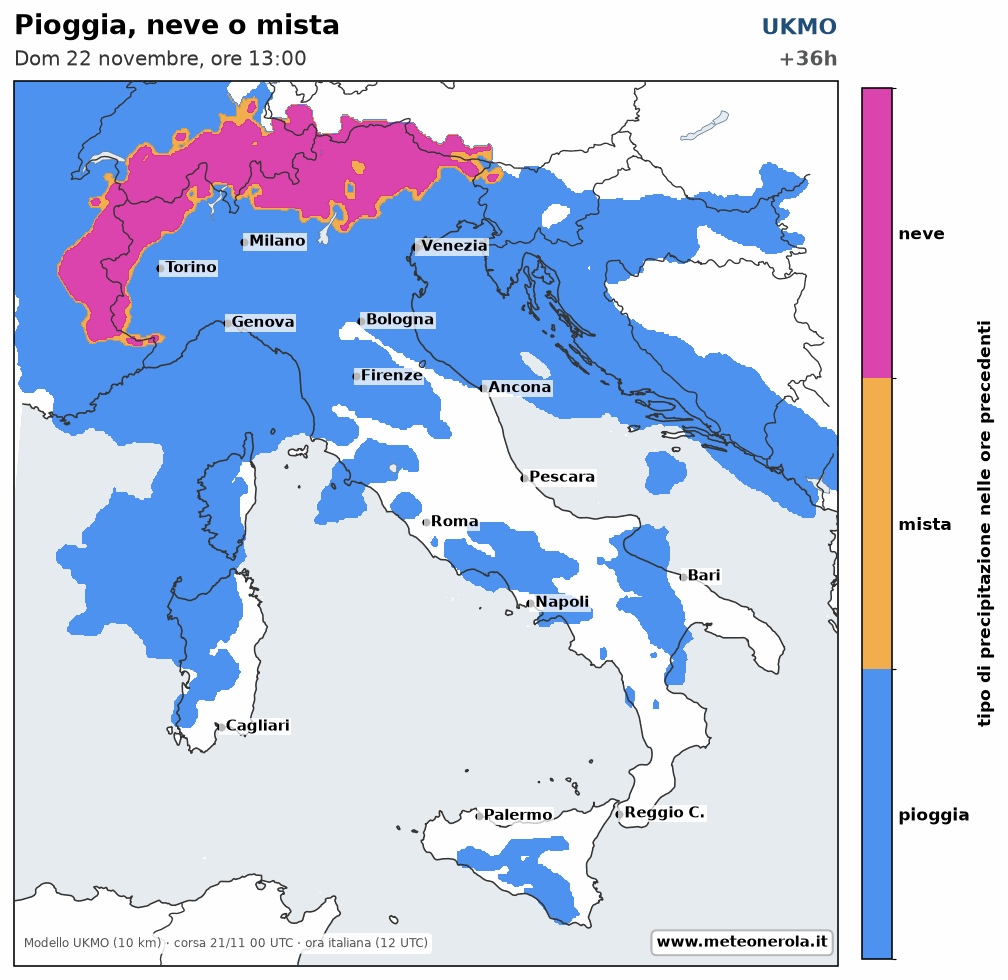 Pioggia, neve o mista
UKMO
Dom 22 novembre, ore 13:00
+36h
neve
Milano
Venezia
Torino
Genova
Bologna
Firenze
Ancona
Pescara
Roma
mista
Bari
Napoli
Cagliari
Palermo
Reggio C.
pioggia
tipo di precipitazione nelle ore precedenti
Modello UKMO (10 km) · corsa 21/11 00 UTC · ora italiana (12 UTC)
www.meteonerola.it